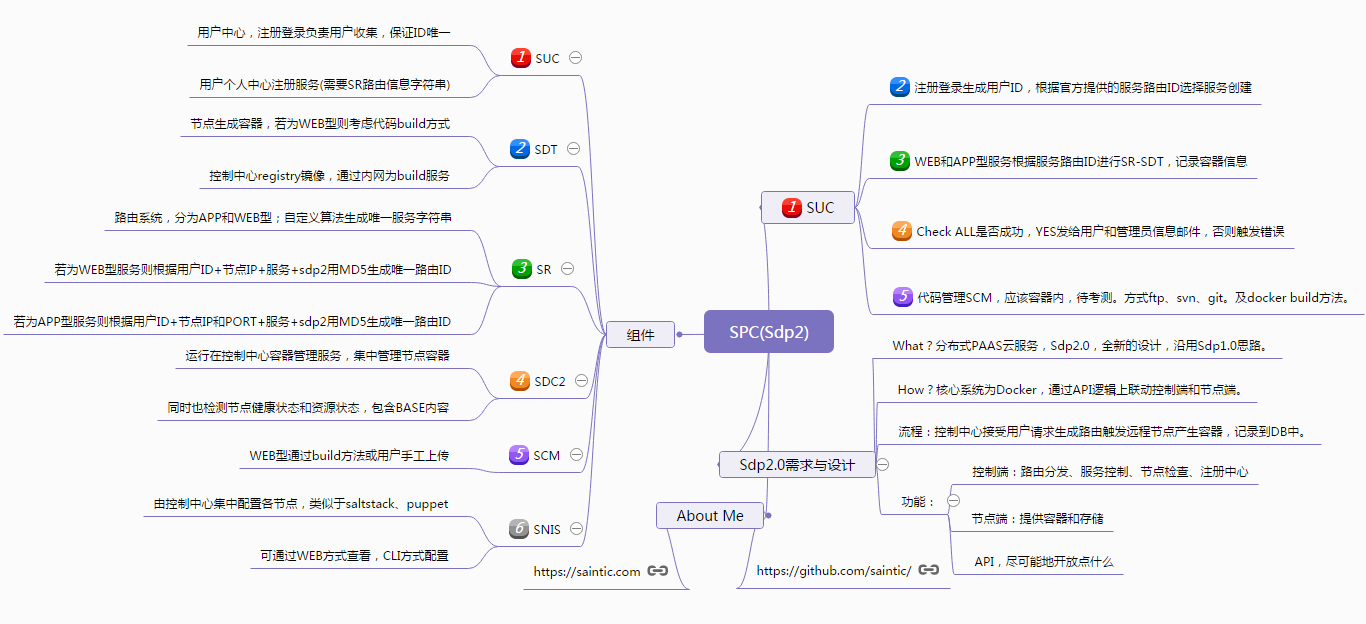 SPC(Sdp2)
组件
1 SUC
用户中心，注册登录负责用户收集，保证ID唯一
用户个人中心注册服务(需要SR路由信息字符串)
2 SDT
节点生成容器，若为WEB型则考虑代码build方式
控制中心registry镜像，通过内网为build服务
3 SR
路由系统，分为APP和WEB型；自定义算法生成唯一服务字符串
若为WEB型服务则根据用户ID+节点IP+服务+sdp2用MD5生成唯一路由ID
若为APP型服务则根据用户ID+节点IP和PORT+服务+sdp2用MD5生成唯一路由ID
4 SDC2
运行在控制中心容器管理服务，集中管理节点容器
同时也检测节点健康状态和资源状态，包含BASE内容
5 SCM
WEB型通过build方法或用户手工上传
6 SNIS
由控制中心集中配置各节点，类似于saltstack、puppet
可通过WEB方式查看，CLI方式配置
1 SUC
2 注册登录生成用户ID，根据官方提供的服务路由ID选择服务创建
3 WEB和APP型服务根据服务路由ID进行SR-SDT，记录容器信息
4 Check ALL是否成功，YES发给用户和管理员信息邮件，否则触发错误
5 代码管理SCM，应该容器内，待考测。方式ftp、svn、git。及docker build方法。
Sdp2.0需求与设计
What？分布式PAAS云服务，Sdp2.0，全新的设计，沿用Sdp1.0思路。
How？核心系统为Docker，通过API逻辑上联动控制端和节点端。
流程：控制中心接受用户请求生成路由触发远程节点产生容器，记录到DB中。
功能：
控制端：路由分发、服务控制、节点检查、注册中心
节点端：提供容器和存储
API，尽可能地开放点什么
About Me
https://saintic.com
https://github.com/saintic/